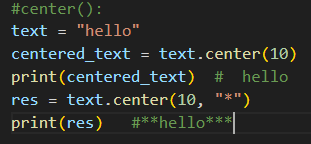 #center():
text = "hello"
centered_text = text.center(10)
print(centered_text)  #  hello
res = text.center(10, "*")
print(res)   #**hello***